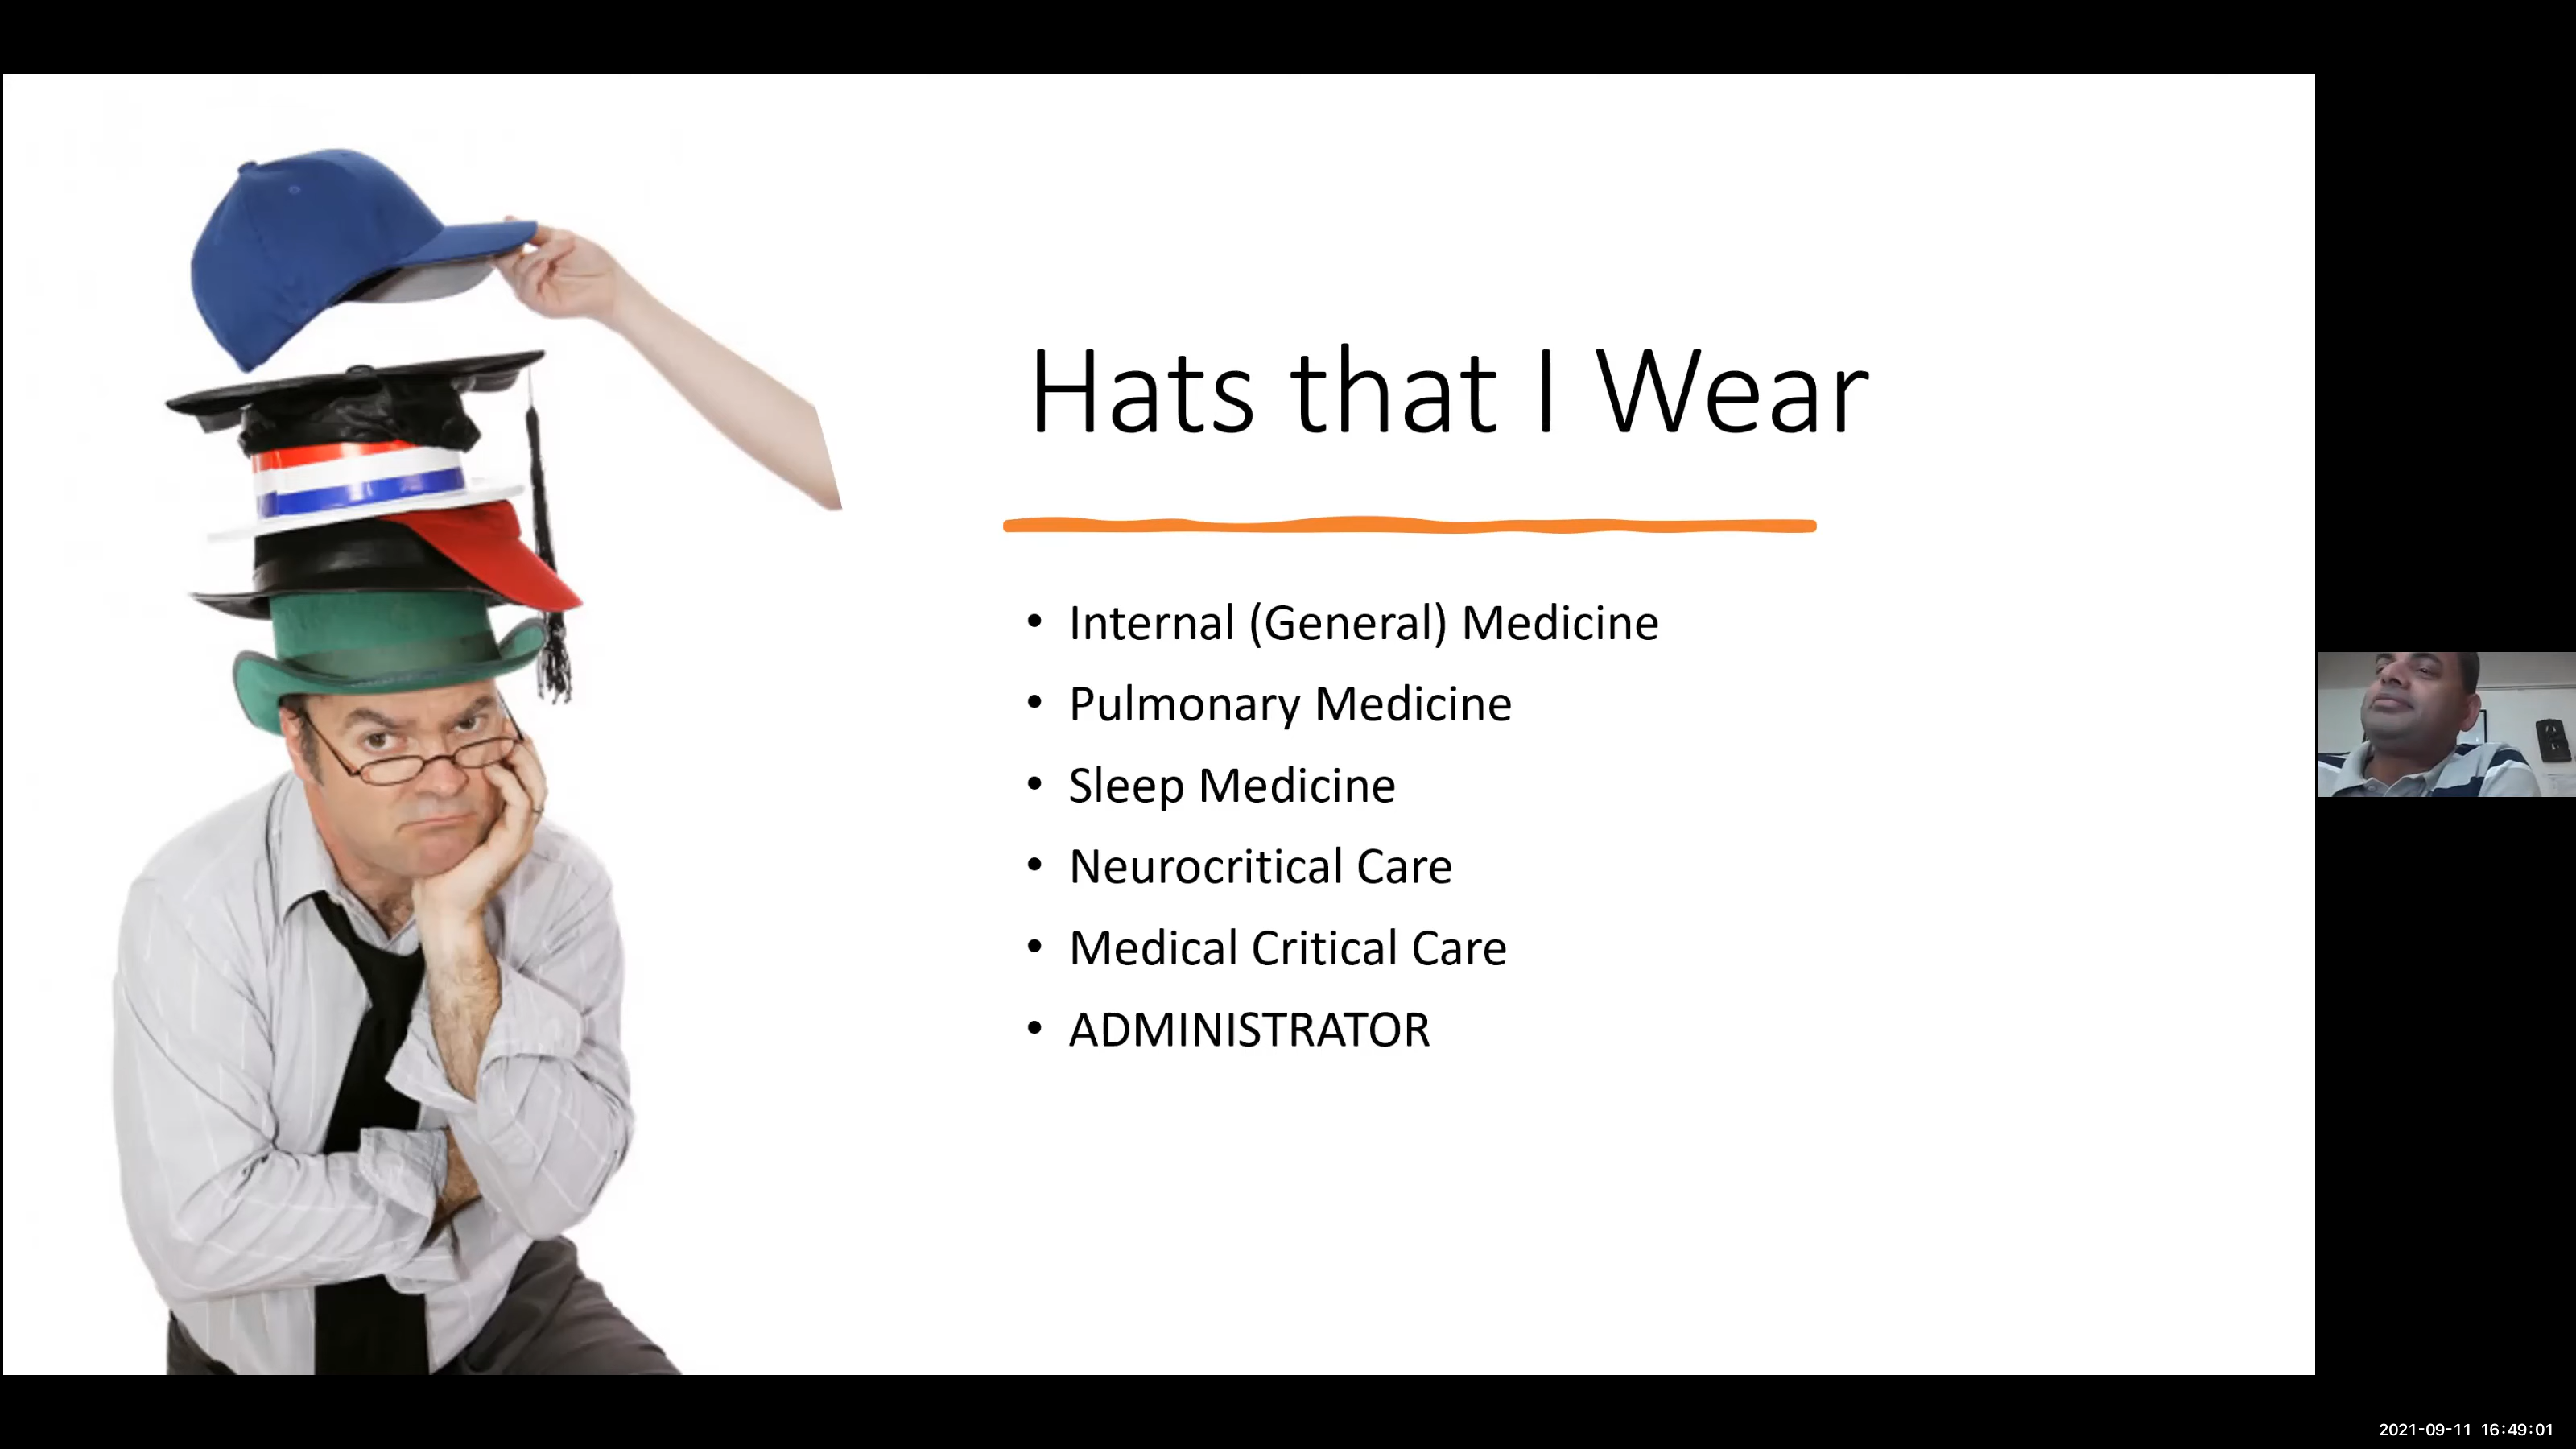 Hats that I Wear
• Internal (General) Medicine
• Pulmonary Medicine
• Sleep Medicine
• Neurocritical Care
• Medical Critical Care
• ADMINISTRATOR
2021-09-11 16:49:01